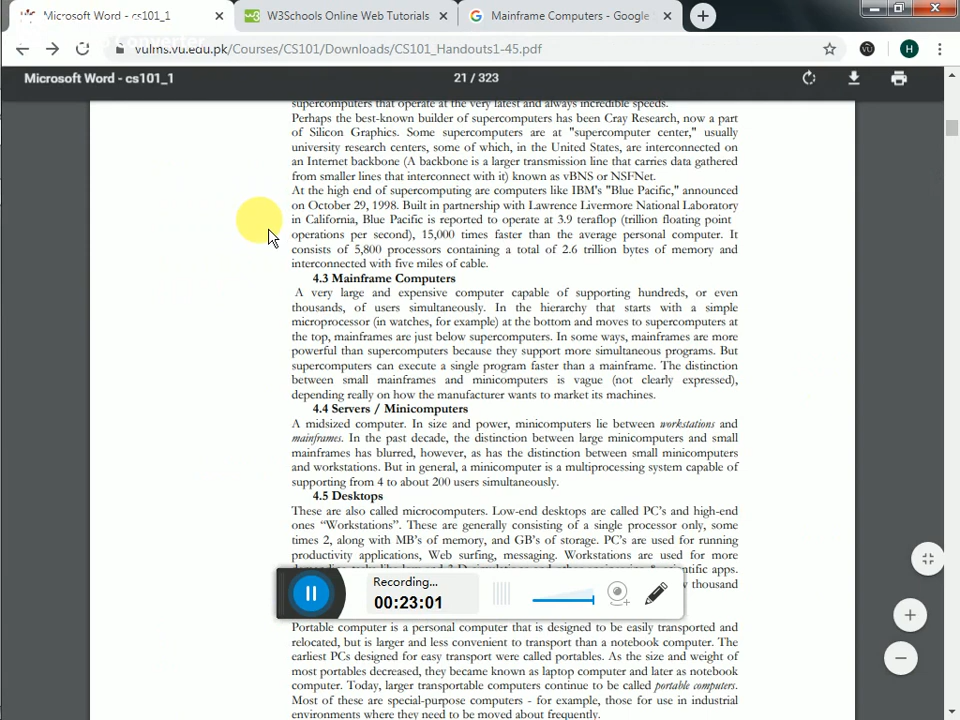 Microsoft Word - cs101_1
W3Schools Online Web Tutorials
Mainframe Computers - Google
vulms.vu.edu.pk/Courses/CS101/Downloads/CS101_Handouts1-45.pdf
H
Microsoft Word - cs101_1
21 / 323
supercomputers that operate at the very latest and always incredible speeds.
Perhaps the best-known builder of supercomputers has been Cray Research, now a part
of Silicon Graphics. Some supercomputers are at "supercomputer center," usually
university research centers, some of which, in the United States, are interconnected on
an Internet backbone (A backbone is a larger transmission line that carries data gathered
from smaller lines that interconnect with it) known as vBNS or NSFNet.
At the high end of supercomputing are computers like IBM's "Blue Pacific," announced
on October 29, 1998. Built in partnership with Lawrence Livermore National Laboratory
in California, Blue Pacific is reported to operate at 3.9 teraflop (trillion floating point
operations per second), 15,000 times faster than the average personal computer. It
consists of 5,800 processors containing a total of 2.6 trillion bytes of memory and
interconnected with five miles of cable.
4.3 Mainframe Computers
A very large and expensive computer capable of supporting hundreds, or even
thousands, of users simultaneously. In the hierarchy that starts with a simple
microprocessor (in watches, for example) at the bottom and moves to supercomputers at
the top, mainframes are just below supercomputers. In some ways, mainframes are more
powerful than supercomputers because they support more simultaneous programs. But
supercomputers can execute a single program faster than a mainframe. The distinction
between small mainframes and minicomputers is vague (not clearly expressed),
depending really on how the manufacturer wants to market its machines.
4.4 Servers / Minicomputers
A midsized computer. In size and power, minicomputers lie between workstations and
mainframes. In the past decade, the distinction between large minicomputers and small
mainframes has blurred, however, as has the distinction between small minicomputers
and workstations. But in general, a minicomputer is a multiprocessing system capable of
supporting from 4 to about 200 users simultaneously.
4.5 Desktops
These are also called microcomputers. Low-end desktops are called PC's and high-end
ones “Workstations”. These are generally consisting of a single processor only, some
times 2, along with MB's of memory, and GB's of storage. PC's are used for running
productivity applications, Web surfing, messaging. Workstations are used for more
apps.
thousand
Recording...
00:23:01
Portable computer is a personal computer that is designed to be easily transported and
relocated, but is larger and less convenient to transport than a notebook computer. The
earliest PCs designed for easy transport were called portables. As the size and weight of
most portables decreased, they became known as laptop computer and later as notebook
computer. Today, larger transportable computers continue to be called portable computers.
Most of these are special-purpose computers - for example, those for use in industrial
environments where they need to be moved about frequently.